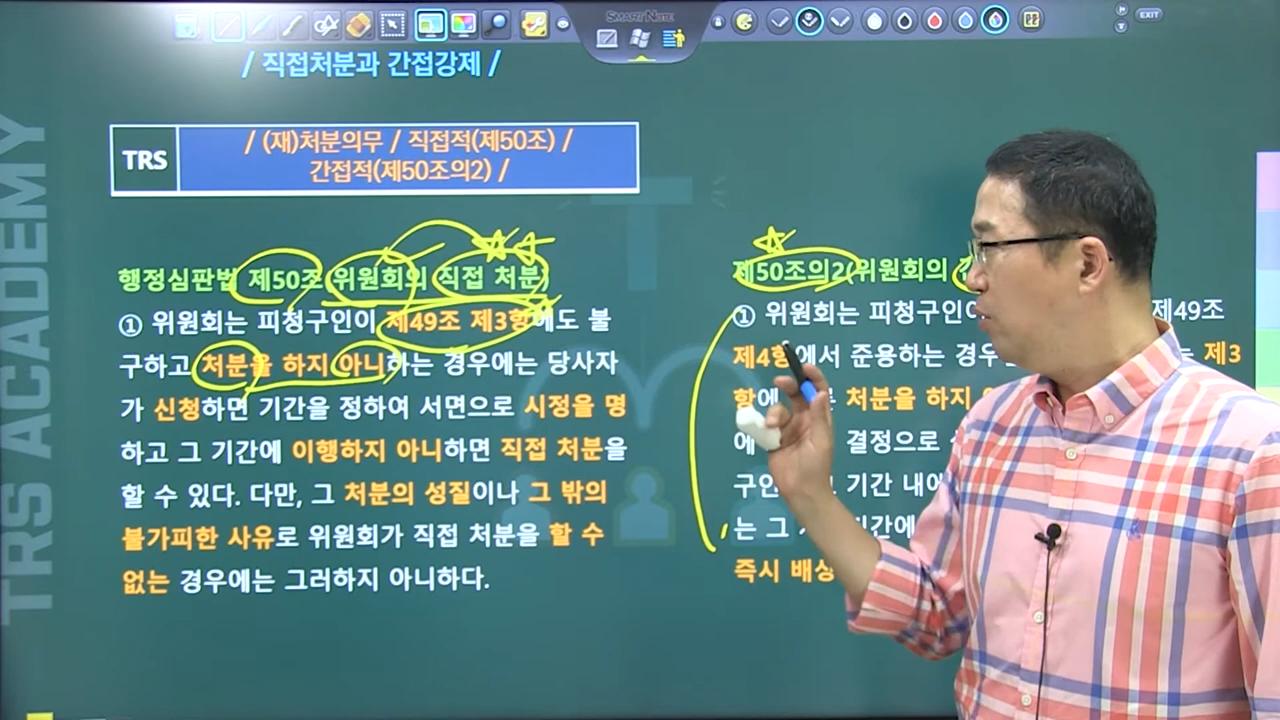 SMART NOTE
EXIT
/ 직접처분과 간접강제 /
TRS
/ (재)처분의무 / 직접적(제50조) /
간접적(제50조의2) /
행정심판법 제50조(위원회의 직접 처분)
① 위원회는 피청구인이 제49조 제3항에도 불
구하고 처분을 하지 아니하는 경우에는 당사자
가 신청하면 기간을 정하여 서면으로 시정을 명
하고 그 기간에 이행하지 아니하면 직접 처분을
할 수 있다. 다만, 그 처분의 성질이나 그 밖의
불가피한 사유로 위원회가 직접 처분을 할 수
없는 경우에는 그러하지 아니하다.
제50조의2(위원회의
① 위원회는 피청구인 제49조
제4항에서 준용하는 경우 제3
항에 처분을 하지
에 결정으로
구인 기간 내에
는 그 기간에
즉시 배상
TRS ACADEMY